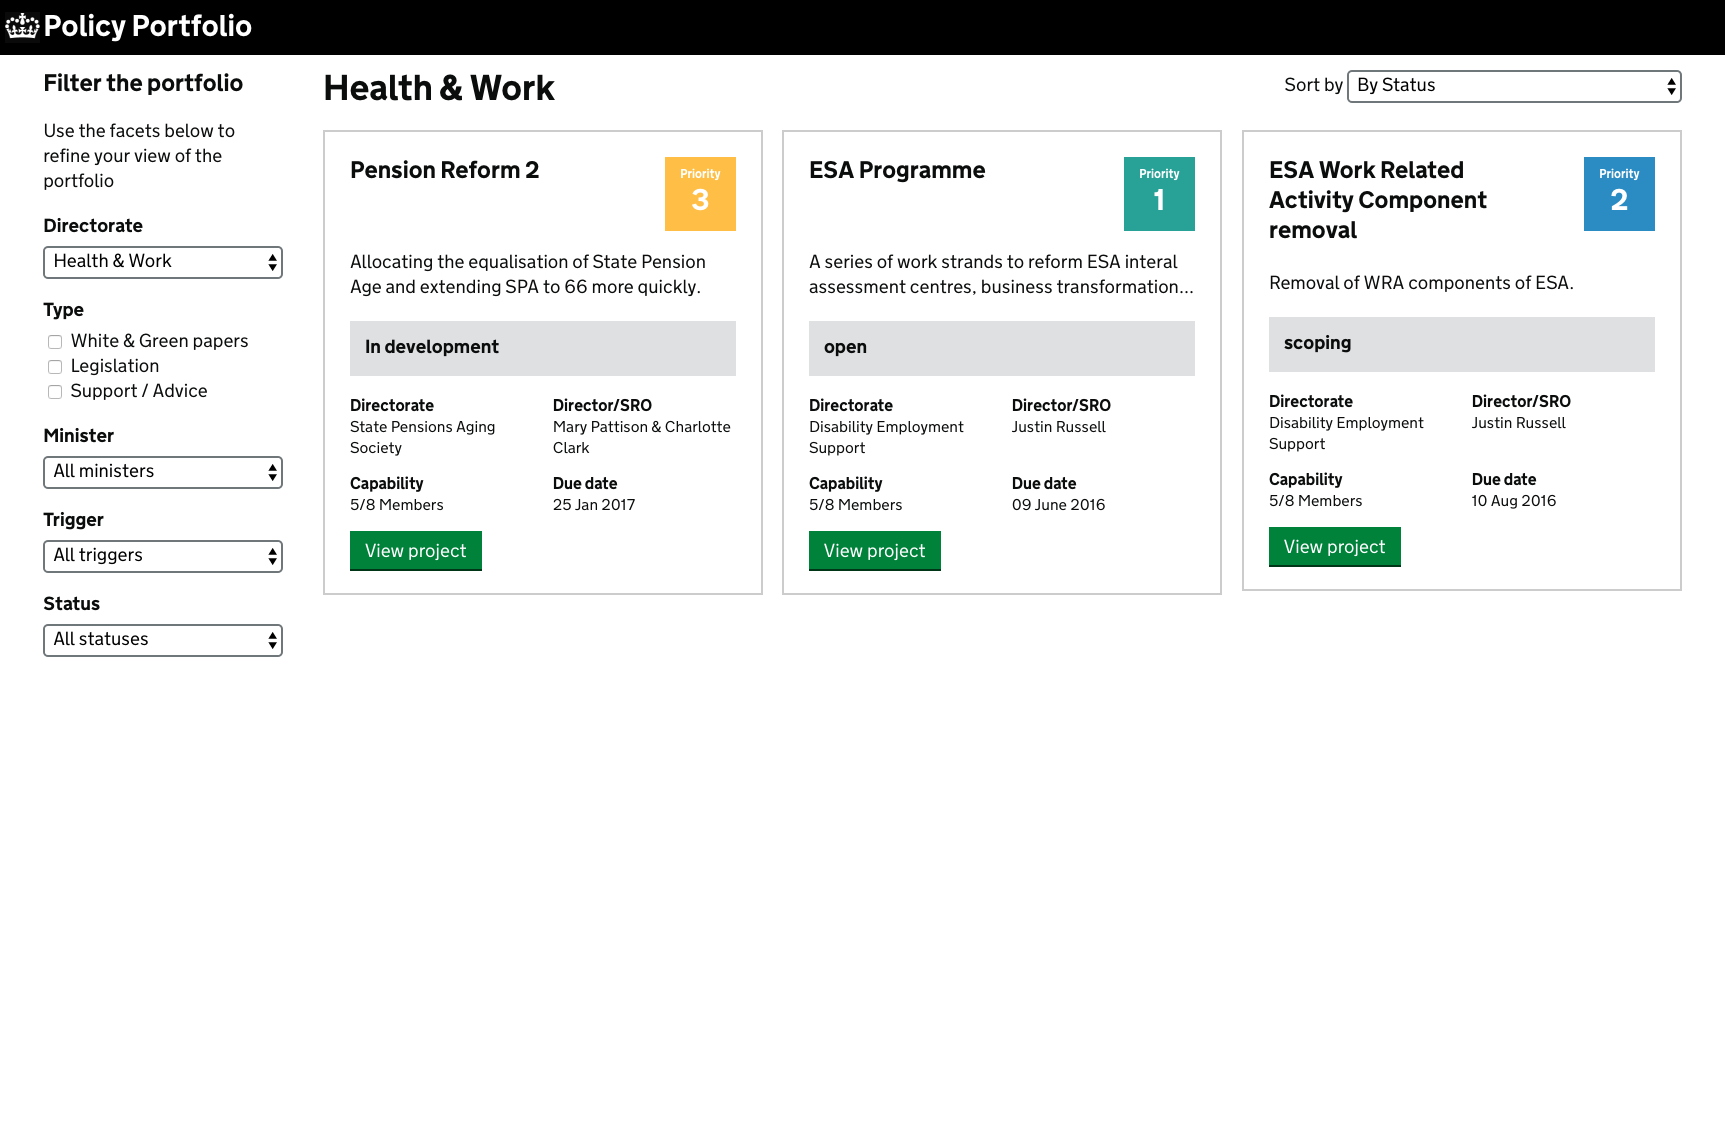 Policy Portfolio
Filter the portfolio
Use the facets below to
refine your view of the
portfolio
Directorate
Health & Work
Type
White & Green papers
Legislation
Support / Advice
Minister
All ministers
Trigger
All triggers
Status
All statuses
Health & Work
Sort by By Status
Pension Reform 2
Priority
3
Allocating the equalisation of State Pension
Age and extending SPA to 66 more quickly.
In development
Directorate
State Pensions Aging
Society
Director/SRO
Mary Pattison & Charlotte
Clark
Capability
5/8 Members
Due date
25 Jan 2017
View project
ESA Programme
Priority
1
A series of work strands to reform ESA interal
assessment centres, business transformation...
open
Directorate
Disability Employment
Support
Director/SRO
Justin Russell
Capability
5/8 Members
Due date
09 June 2016
View project
ESA Work Related
Activity Component
removal
Priority
2
Removal of WRA components of ESA.
scoping
Directorate
Disability Employment
Support
Director/SRO
Justin Russell
Capability
5/8 Members
Due date
10 Aug 2016
View project